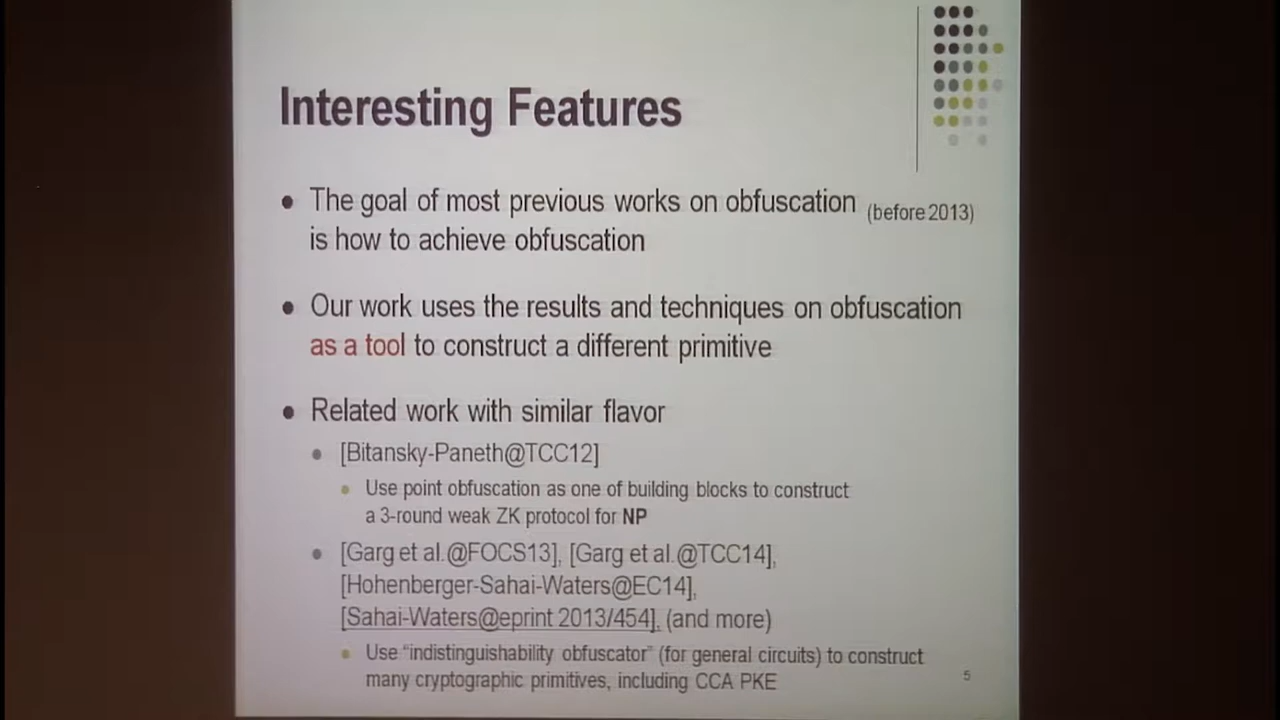 Interesting Features
• The goal of most previous works on obfuscation (before 2013)
is how to achieve obfuscation
• Our work uses the results and techniques on obfuscation
as a tool to construct a different primitive
• Related work with similar flavor
• [Bitansky-Paneth@TCC12]
• Use point obfuscation as one of building blocks to construct
a 3-round weak ZK protocol for NP
• [Garg et al.@FOCS13], [Garg et al.@TCC14],
[Hohenberger-Sahai-Waters@EC14],
[Sahai-Waters@eprint 2013/454], (and more)
• Use "indistinguishability obfuscator" (for general circuits) to construct
many cryptographic primitives, including CCA PKE
5